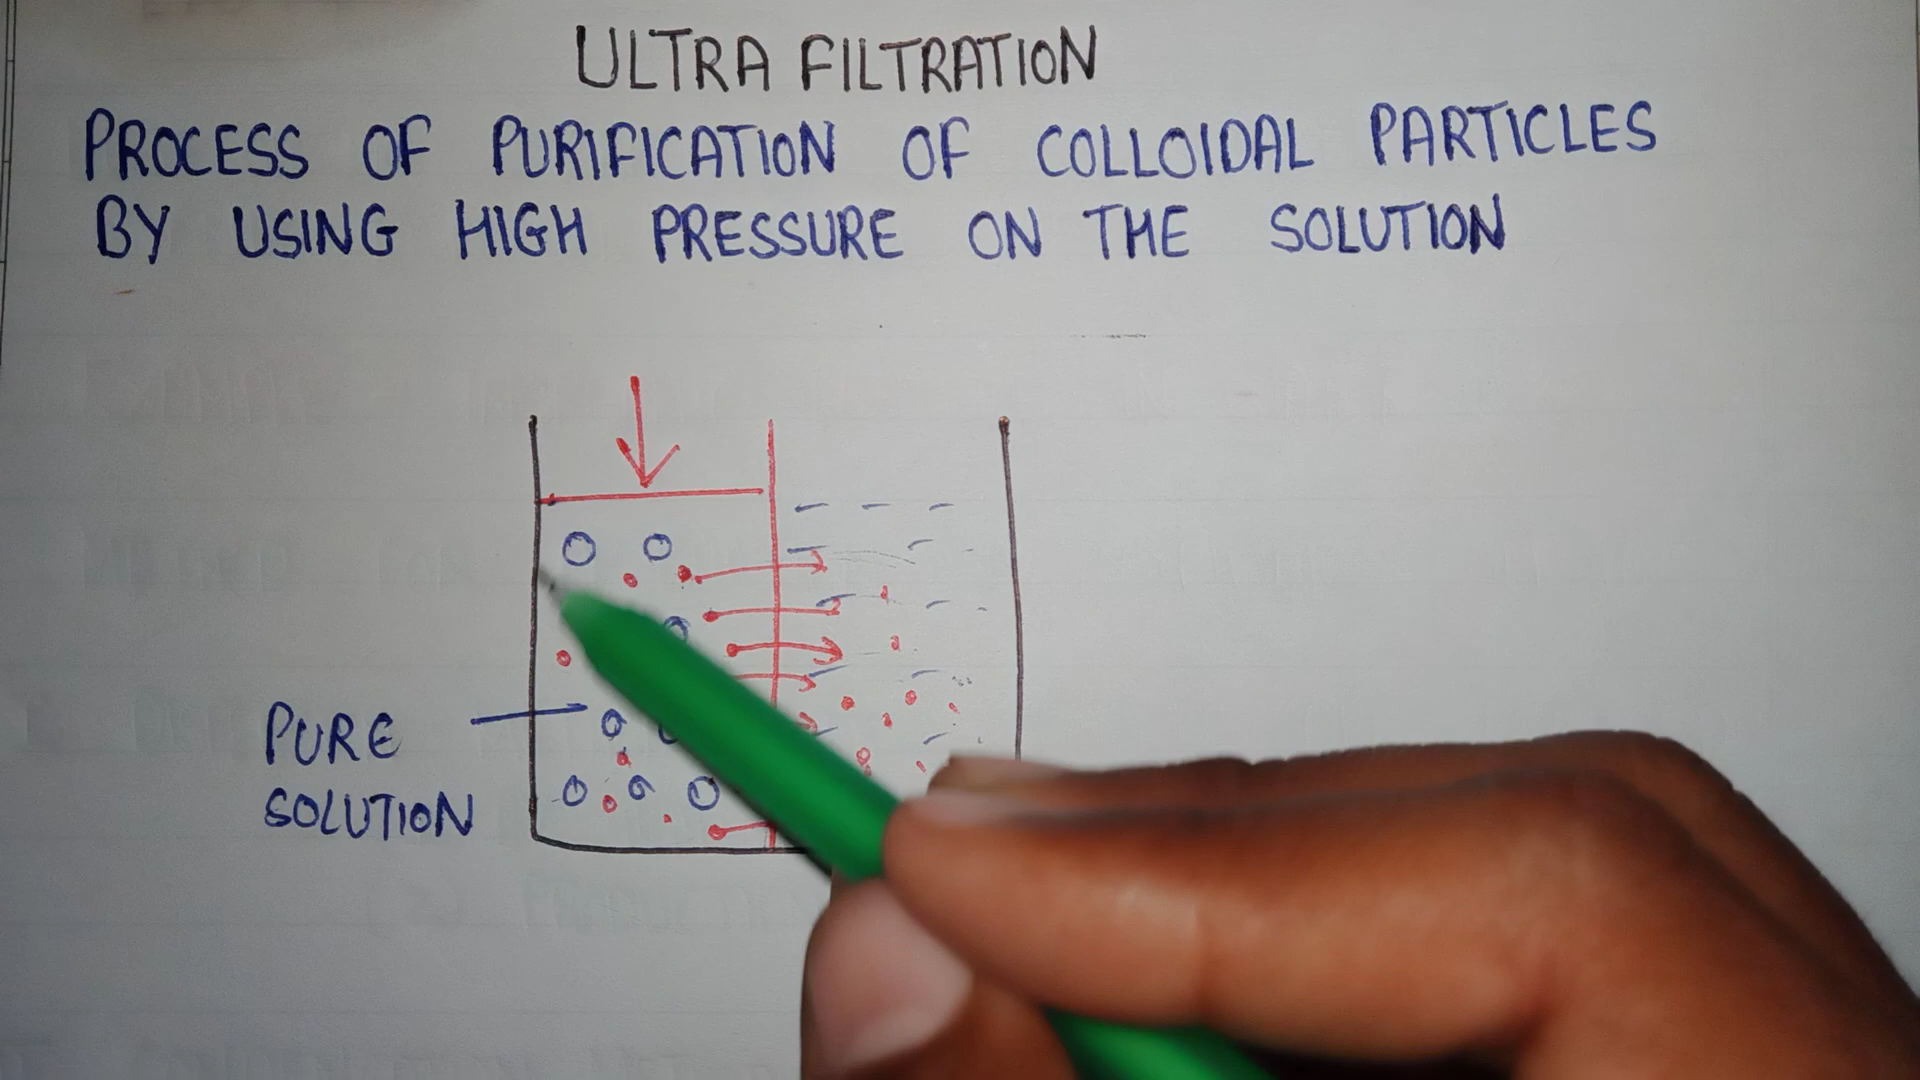 ULTRA FILTRATION
PROCESS OF PURIFICATION OF COLLOIDAL PARTICLES
BY USING HIGH PRESSURE ON THE SOLUTION
PURE
SOLUTION